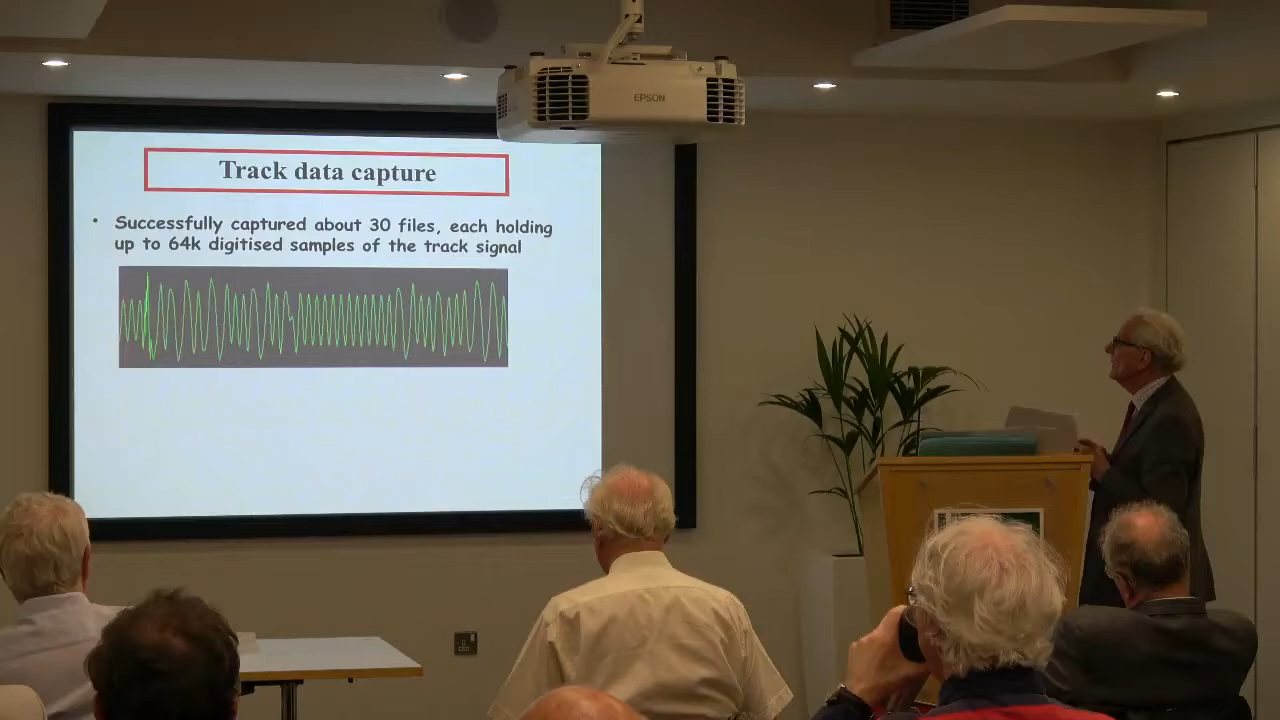 EPSON
Track data capture
• Successfully captured about 30 files, each holding
up to 64k digitised samples of the track signal